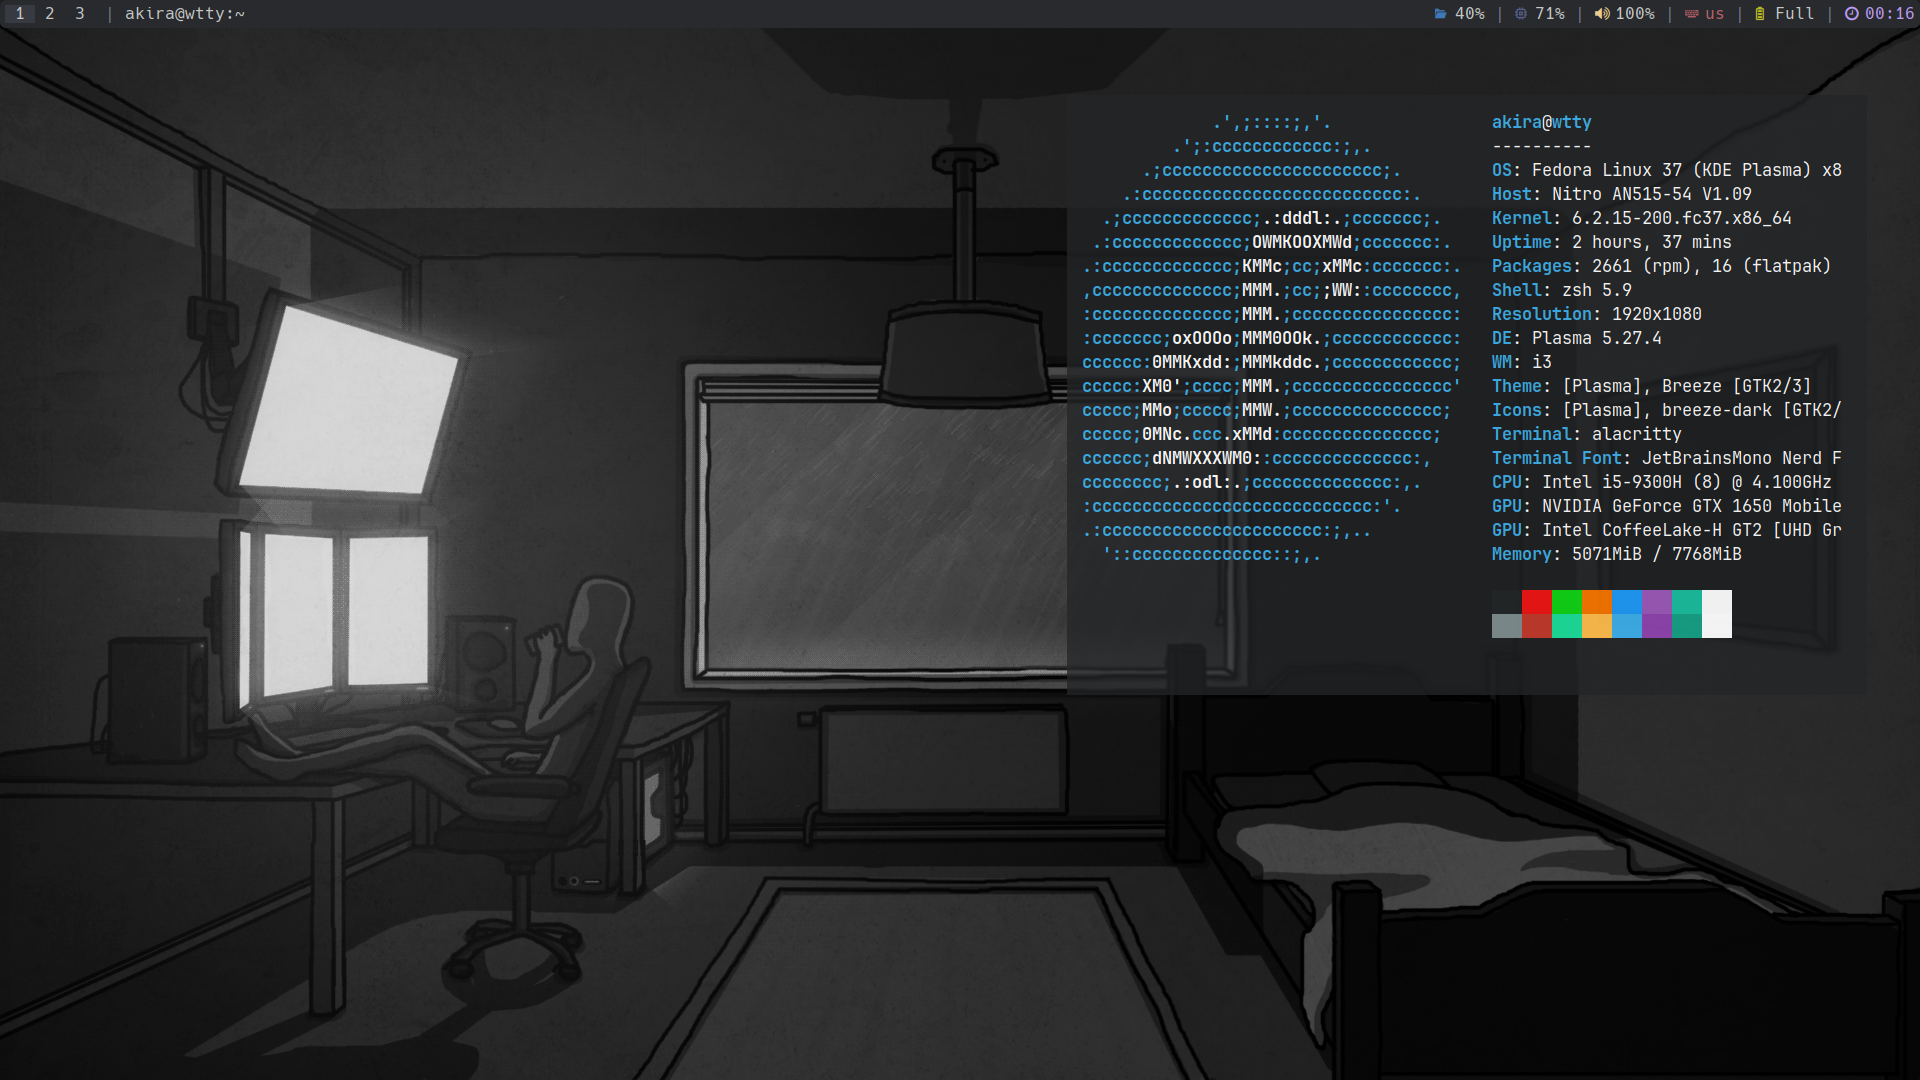 1 2 3 | akira@wtty:~ 40% | 71% | 100% | us | Full | 00:16
.',;::::;,'.
.';:cccccccccccc:;,.
.;cccccccccccccccccccccc;.
.:cccccccccccccccccccccccccc:.
.;ccccccccccccc;.:dddl:.;ccccccc;.
.:ccccccccccccc;OWMKOOXMWd;ccccccc:.
.:ccccccccccccc;KMMc;cc;xMMc:ccccccc:.
,cccccccccccccc;MMM.;cc;;WW::cccccccc,
:cccccccccccccc;MMM.;cccccccccccccccc:
:ccccccc;oxOOOo;MMM0OOk.;cccccccccccc:
cccccc:0MMKxdd:;MMMkddc.;cccccccccccc;
ccccc:XM0';cccc;MMM.;cccccccccccccccc'
ccccc;MMo;ccccc;MMW.;ccccccccccccccc;
ccccc;0MNc.ccc.xMMd:ccccccccccccccc;
cccccc;dNMWXXXWM0::cccccccccccccc:,
cccccccc;.:odl:.;cccccccccccccc:,.
:cccccccccccccccccccccccccccc:'.
.:cccccccccccccccccccccc:;,..
'::cccccccccccccc::;,.
akira@wtty
----------
OS: Fedora Linux 37 (KDE Plasma) x8
Host: Nitro AN515-54 V1.09
Kernel: 6.2.15-200.fc37.x86_64
Uptime: 2 hours, 37 mins
Packages: 2661 (rpm), 16 (flatpak)
Shell: zsh 5.9
Resolution: 1920x1080
DE: Plasma 5.27.4
WM: i3
Theme: [Plasma], Breeze [GTK2/3]
Icons: [Plasma], breeze-dark [GTK2/
Terminal: alacritty
Terminal Font: JetBrainsMono Nerd F
CPU: Intel i5-9300H (8) @ 4.100GHz
GPU: NVIDIA GeForce GTX 1650 Mobile
GPU: Intel CoffeeLake-H GT2 [UHD Gr
Memory: 5071MiB / 7768MiB